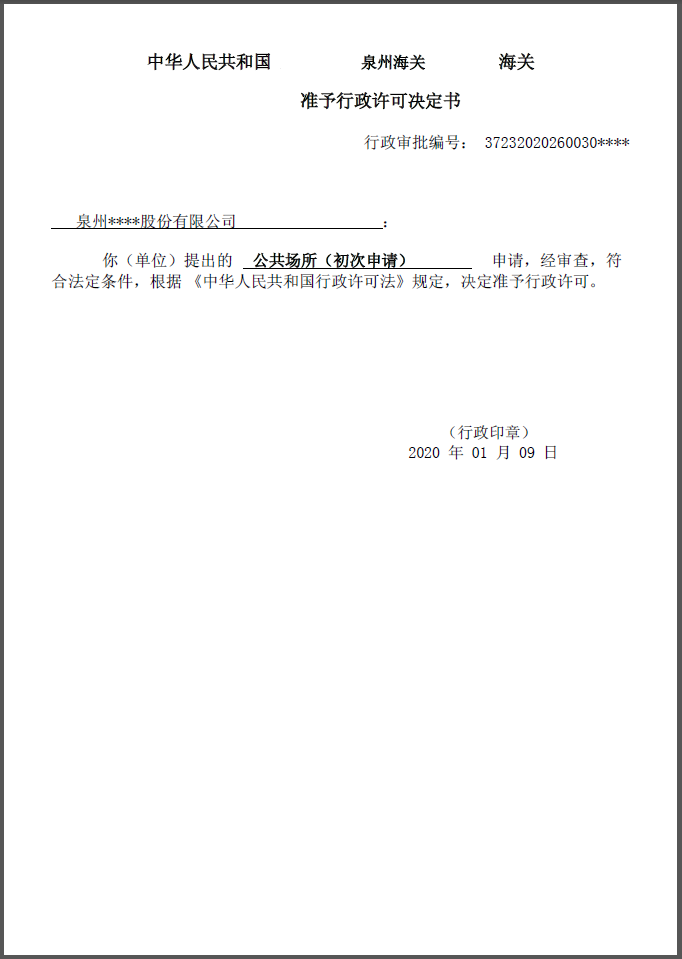 中华人民共和国 泉州海关 海关
准予行政许可决定书
行政审批编号： 37232020260030****
泉州****股份有限公司：
你（单位）提出的 公共场所（初次申请） 申请，经审查，符
合法定条件，根据《中华人民共和国行政许可法》规定，决定准予行政许可。
（行政印章）
2020 年 01 月 09 日